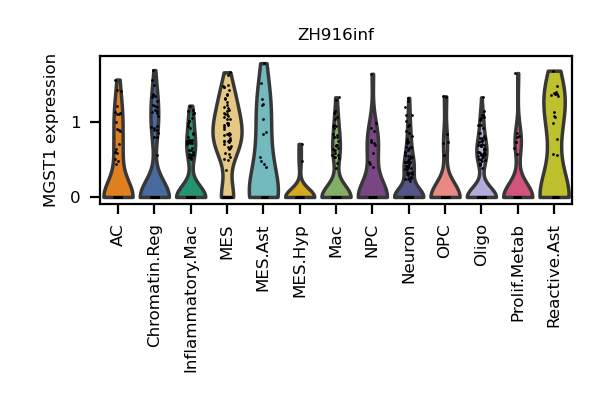 ZH916inf
MGST1 expression
1
0
AC
Chromatin.Reg
Inflammatory.Mac
MES
MES.Ast
MES.Hyp
Mac
NPC
Neuron
OPC
Oligo
Prolif.Metab
Reactive.Ast